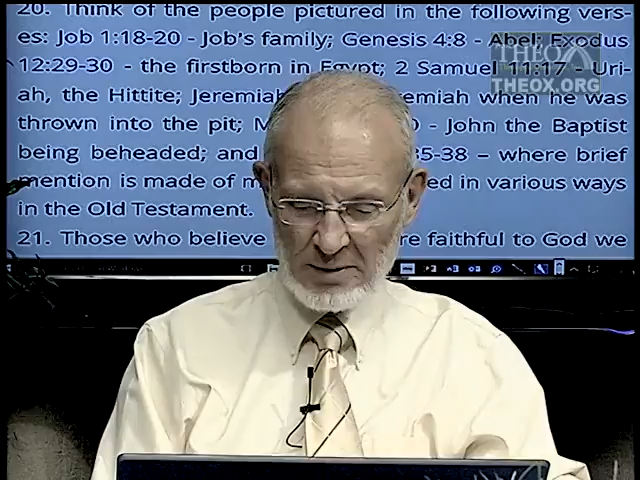 20. Think of the people pictured in the following vers-
es: Job 1:18-20 - Job's family; Genesis 4:8 - Abel; Exodus
12:29-30 - the firstborn in Egypt; 2 Samuel 11:17 - Uri-
ah, the Hittite; Jeremiah emiah when he was
thrown into the pit; M - John the Baptist
being beheaded; and 35-38 – where brief
mention is made of m ed in various ways
in the Old Testament.
21. Those who believe re faithful to God we
THEOX
THEOX.ORG